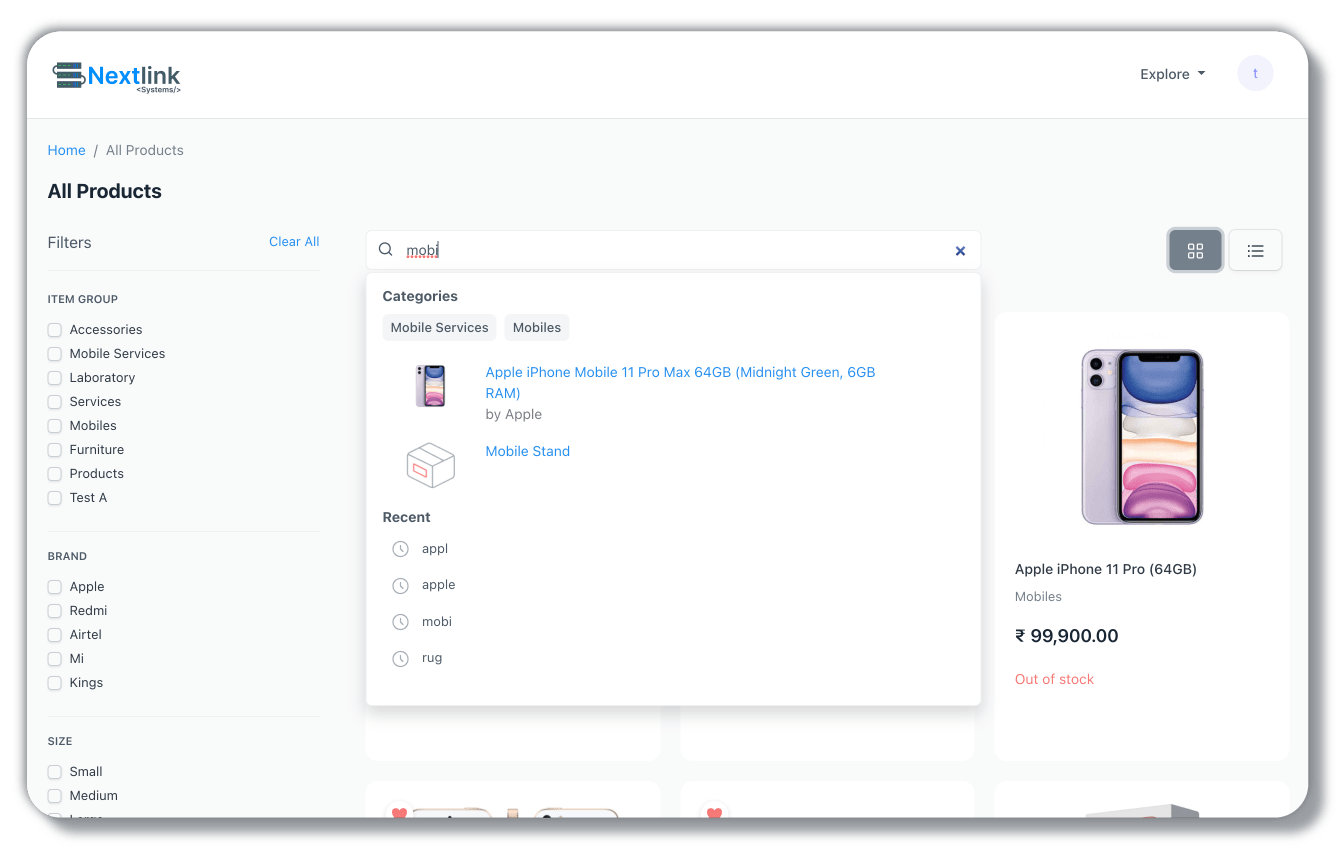 Nextlink
<Systems/>
Explore
t
Home / All Products
All Products
Filters
Clear All
ITEM GROUP
Accessories
Mobile Services
Laboratory
Services
Mobiles
Furniture
Products
Test A
BRAND
Apple
Redmi
Airtel
Mi
Kings
SIZE
Small
Medium
Large
mobi
Categories
Mobile Services
Mobiles
Apple iPhone Mobile 11 Pro Max 64GB (Midnight Green, 6GB
RAM)
by Apple
Mobile Stand
Recent
appl
apple
mobi
rug
Apple iPhone 11 Pro (64GB)
Mobiles
₹ 99,900.00
Out of stock